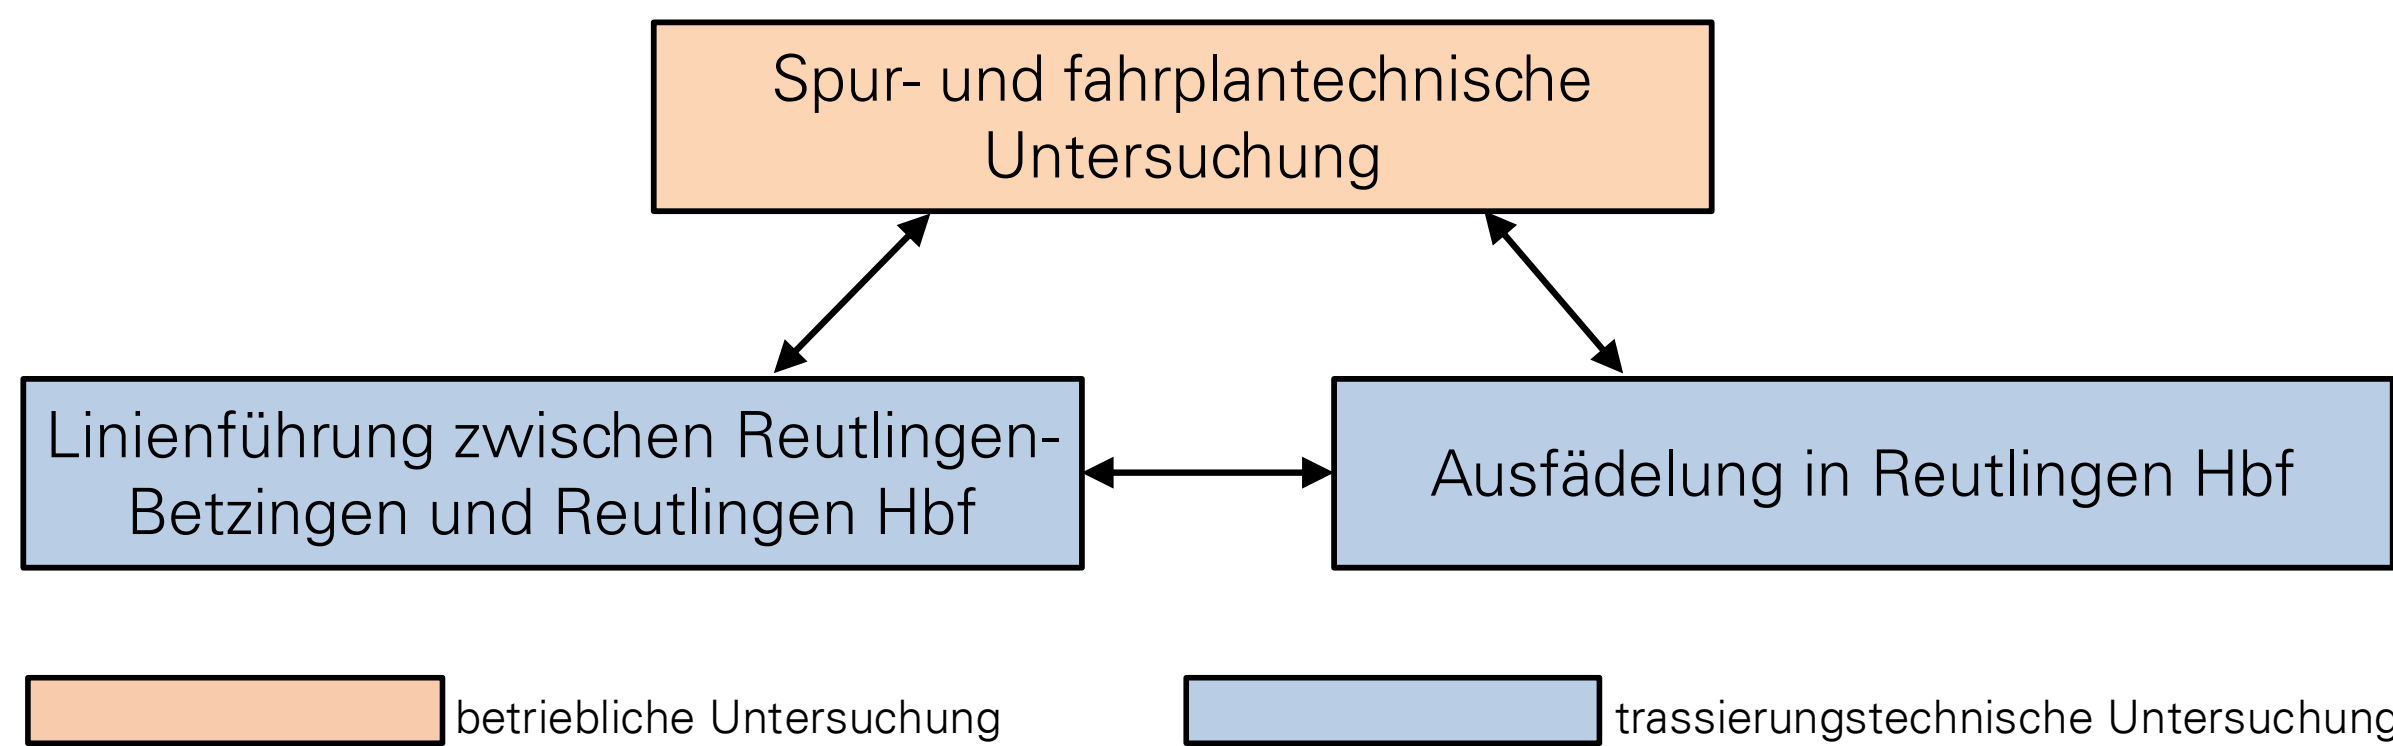 Spur- und fahrplantechnische
Untersuchung
Linienführung zwischen Reutlingen-
Betzingen und Reutlingen Hbf
Ausfädelung in Reutlingen Hbf
betriebliche Untersuchung
trassierungstechnische Untersuchung